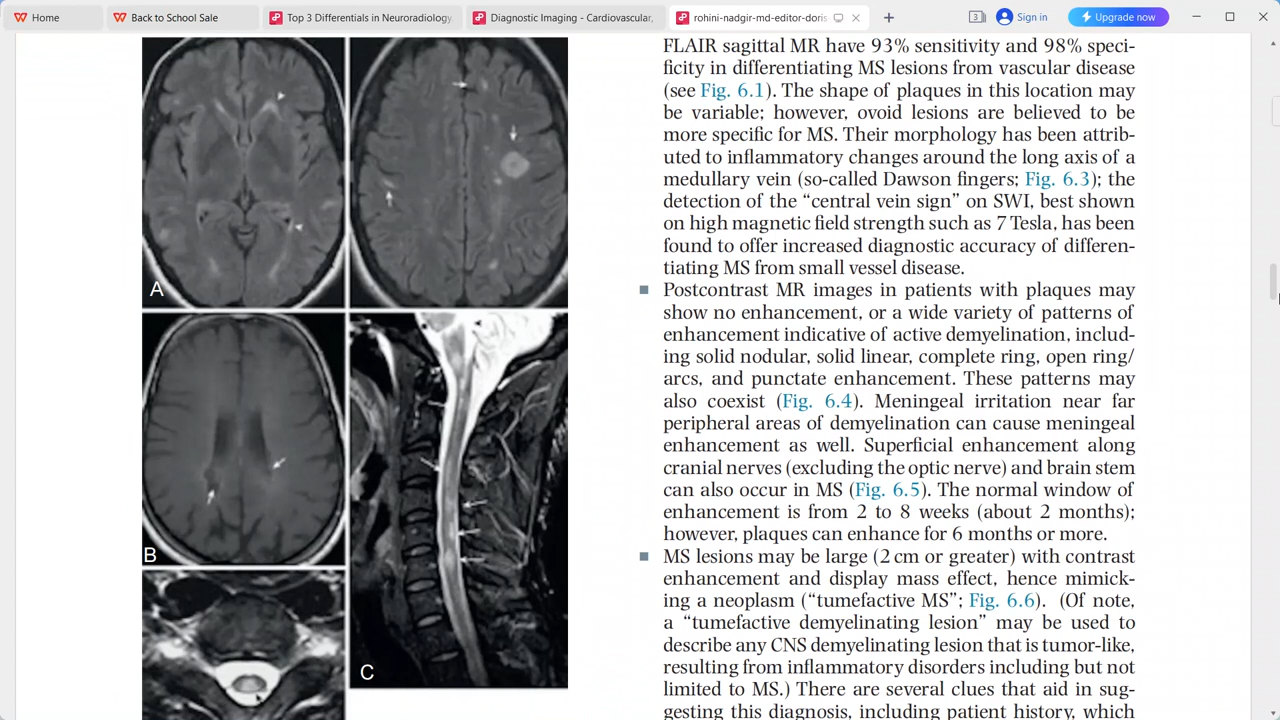 Home
Back to School Sale
Top 3 Differentials in Neuroradiology
Diagnostic Imaging - Cardiovascular,
rohini-nadgir-md-editor-doris
3
Sign in
Upgrade now
A
B
C
FLAIR sagittal MR have 93% sensitivity and 98% speci-
ficity in differentiating MS lesions from vascular disease
(see Fig. 6.1). The shape of plaques in this location may
be variable; however, ovoid lesions are believed to be
more specific for MS. Their morphology has been attrib-
uted to inflammatory changes around the long axis of a
medullary vein (so-called Dawson fingers; Fig. 6.3); the
detection of the “central vein sign” on SWI, best shown
on high magnetic field strength such as 7 Tesla, has been
found to offer increased diagnostic accuracy of differen-
tiating MS from small vessel disease.
Postcontrast MR images in patients with plaques may
show no enhancement, or a wide variety of patterns of
enhancement indicative of active demyelination, includ-
ing solid nodular, solid linear, complete ring, open ring/
arcs, and punctate enhancement. These patterns may
also coexist (Fig. 6.4). Meningeal irritation near far
peripheral areas of demyelination can cause meningeal
enhancement as well. Superficial enhancement along
cranial nerves (excluding the optic nerve) and brain stem
can also occur in MS (Fig. 6.5). The normal window of
enhancement is from 2 to 8 weeks (about 2 months);
however, plaques can enhance for 6 months or more.
MS lesions may be large (2 cm or greater) with contrast
enhancement and display mass effect, hence mimick-
ing a neoplasm (“tumefactive MS”; Fig. 6.6). (Of note,
a “tumefactive demyelinating lesion” may be used to
describe any CNS demyelinating lesion that is tumor-like,
resulting from inflammatory disorders including but not
limited to MS.) There are several clues that aid in sug-
gesting this diagnosis, including patient history, which